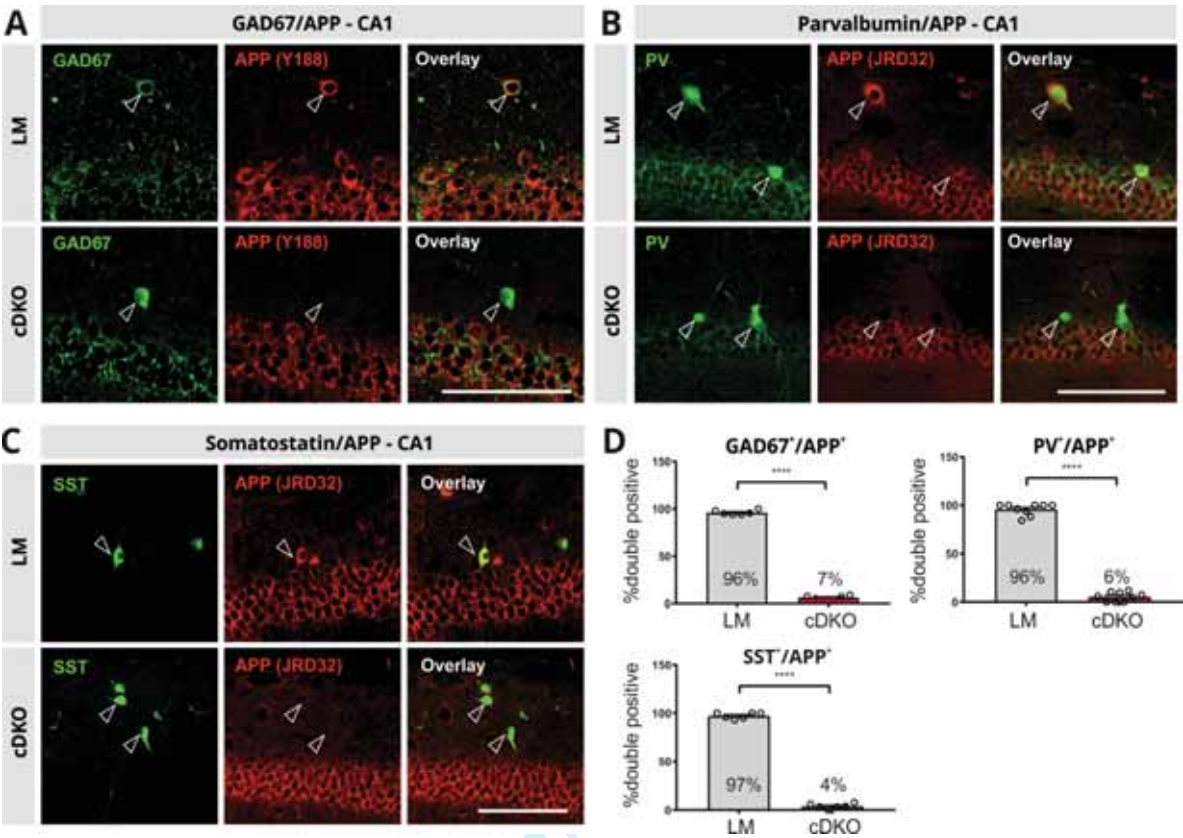 A GAD67/APP - CA1
LM
GAD67 APP (Y188) Overlay
cDKO
GAD67 APP (Y188) Overlay
B Parvalbumin/APP - CA1
LM
PV APP (JRD32) Overlay
cDKO
PV APP (JRD32) Overlay
C Somatostatin/APP - CA1
LM
SST APP (JRD32) Overlay
cDKO
SST APP (JRD32) Overlay
D
GAD67⁺/APP⁺
%double positive
150
100
50
0
****
96% 7%
LM cDKO
PV⁺/APP⁺
%double positive
150
100
50
0
****
96% 6%
LM cDKO
SST⁺/APP⁺
%double positive
150
100
50
0
****
97% 4%
LM cDKO